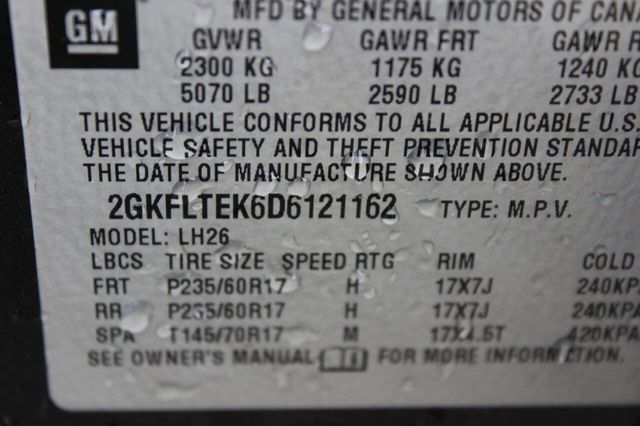 GM
MFD BY GENERAL MOTORS OF CAN
GVWR GAWR FRT GAWR R
2300 KG 1175 KG 1240 K
5070 LB 2590 LB 2733 LB
THIS VEHICLE CONFORMS TO ALL APPLICABLE U.S.
VEHICLE SAFETY AND THEFT PREVENTION STANDAR
THE DATE OF MANUFACTURE SHOWN ABOVE.
2GKFLTEK6D6121162 TYPE: M.P.V.
MODEL: LH26
LBCS TIRE SIZE SPEED RTG RIM COLD
FRT P235/60R17 H 17X7J 240KPA
RR P235/60R17 H 17X7J 240KPA
SPA T145/70R17 M 17X4.5T 420KPA
SEE OWNER'S MANUAL FOR MORE INFORMATION.